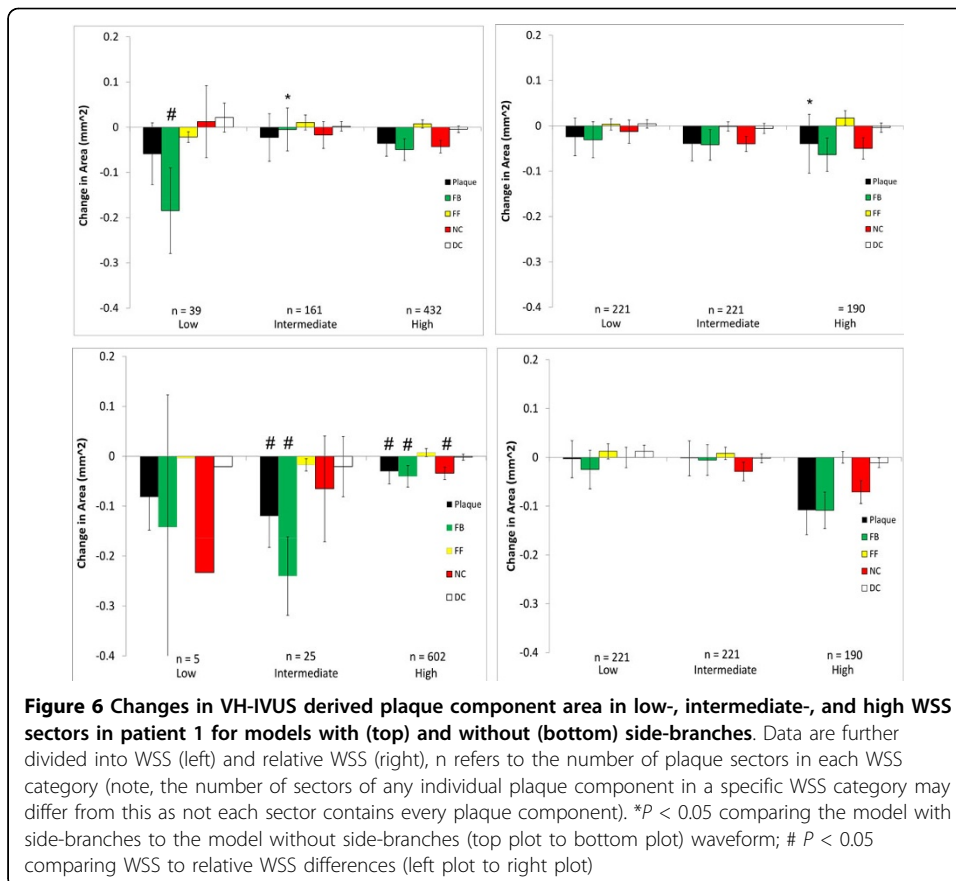 0.2
0.1
0
-0.1
-0.2
-0.3
-0.4
Change in Area (mm^2)
#
*
Plaque
FB
FF
NC
DC
n = 39
Low
n = 161
Intermediate
n = 432
High
0.2
0.1
0
-0.1
-0.2
-0.3
-0.4
Change in Area (mm^2)
*
Plaque
FB
FF
NC
DC
n = 221
Low
n = 221
Intermediate
= 190
High
0.2
0.1
0
-0.1
-0.2
-0.3
-0.4
Change in Area (mm^2)
# #
# # #
Plaque
FB
FF
NC
DC
n = 5
Low
n = 25
Intermediate
n = 602
High
0.2
0.1
0
-0.1
-0.2
-0.3
-0.4
Change in Area (mm^2)
Plaque
FB
FF
NC
DC
n = 221
Low
n = 221
Intermediate
n = 190
High
Figure 6 Changes in VH-IVUS derived plaque component area in low-, intermediate-, and high WSS
sectors in patient 1 for models with (top) and without (bottom) side-branches. Data are further
divided into WSS (left) and relative WSS (right), n refers to the number of plaque sectors in each WSS
category (note, the number of sectors of any individual plaque component in a specific WSS category may
differ from this as not each sector contains every plaque component). *P < 0.05 comparing the model with
side-branches to the model without side-branches (top plot to bottom plot) waveform; # P < 0.05
comparing WSS to relative WSS differences (left plot to right plot)